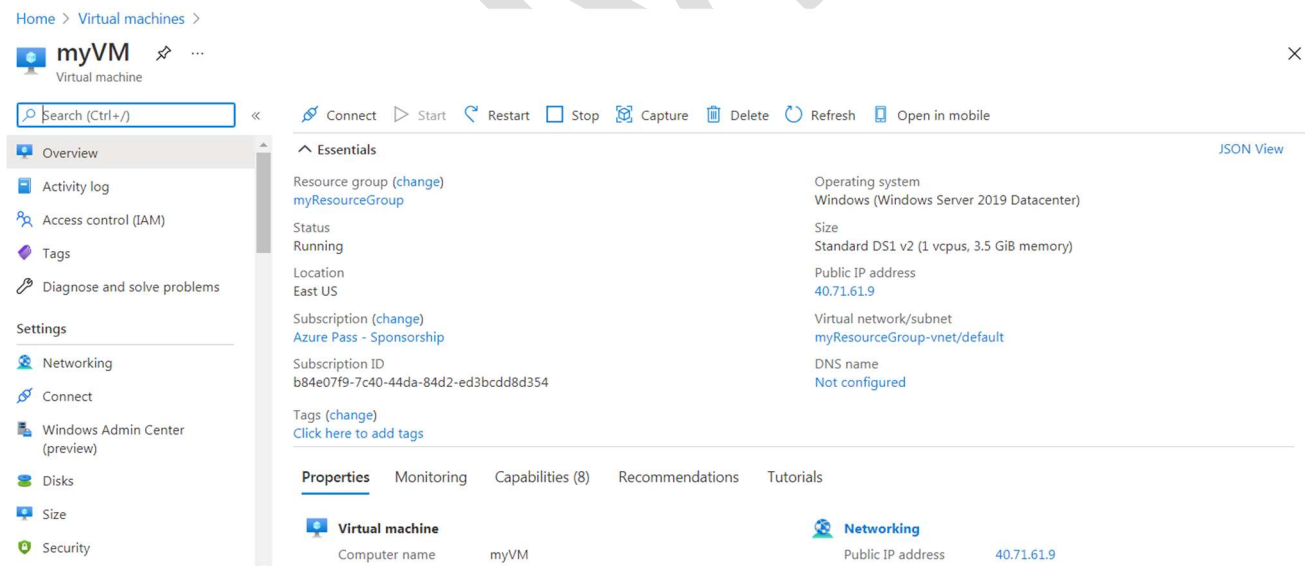 Home > Virtual machines >
myVM ...
Virtual machine
Search (Ctrl+/)
«
Overview
Activity log
Access control (IAM)
Tags
Diagnose and solve problems
Settings
Networking
Connect
Windows Admin Center
(preview)
Disks
Size
Security
Connect Start Restart Stop Capture Delete Refresh Open in mobile
Essentials
JSON View
Resource group (change)
myResourceGroup
Status
Running
Location
East US
Subscription (change)
Azure Pass - Sponsorship
Subscription ID
b84e07f9-7c40-44da-84d2-ed3bcdd8d354
Tags (change)
Click here to add tags
Operating system
Windows (Windows Server 2019 Datacenter)
Size
Standard DS1 v2 (1 vcpus, 3.5 GiB memory)
Public IP address
40.71.61.9
Virtual network/subnet
myResourceGroup-vnet/default
DNS name
Not configured
Properties Monitoring Capabilities (8) Recommendations Tutorials
Virtual machine
Computer name myVM
Networking
Public IP address 40.71.61.9